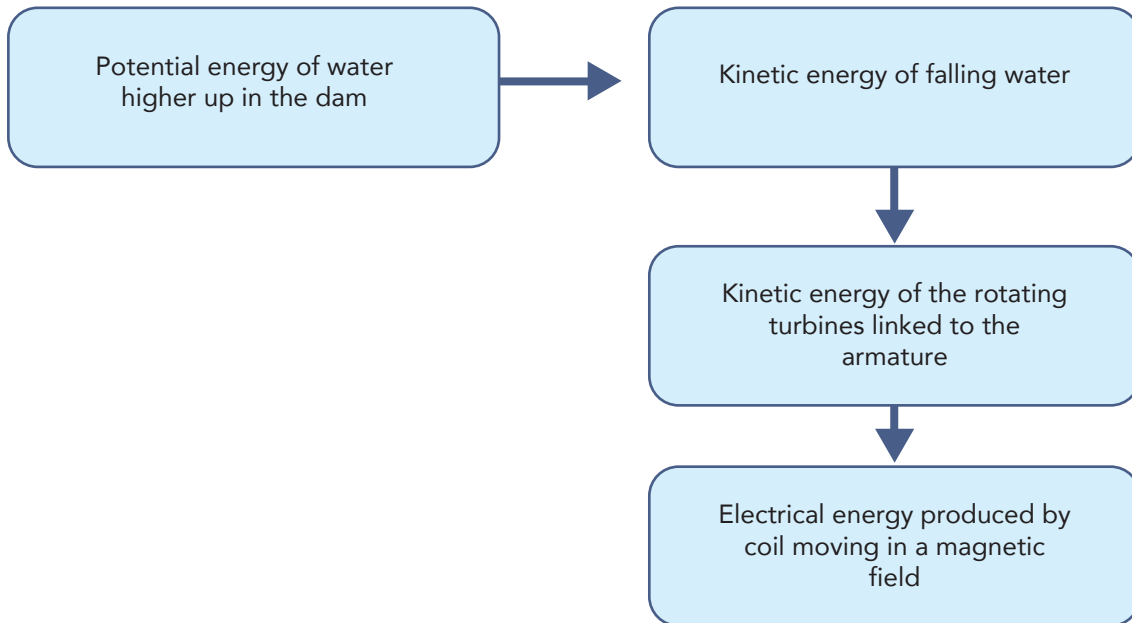 Potential energy of water
higher up in the dam
Kinetic energy of falling water
Kinetic energy of the rotating
turbines linked to the
armature
Electrical energy produced by
coil moving in a magnetic
field